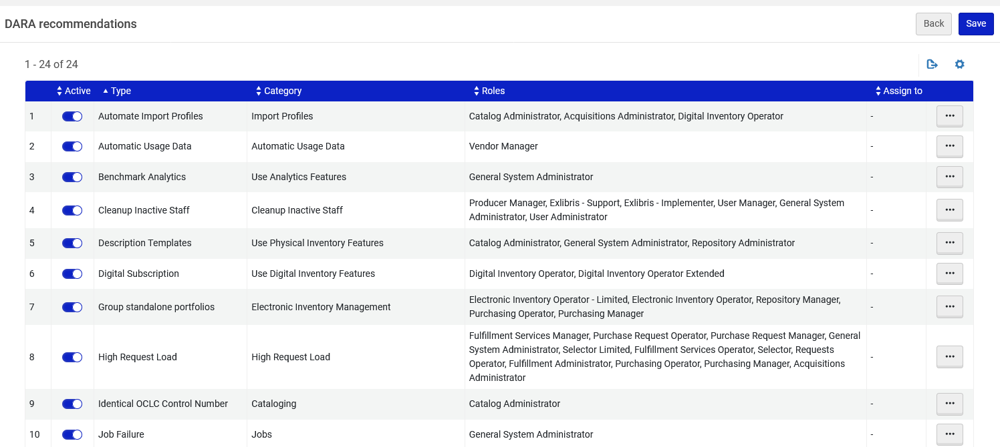 DARA recommendations
Back
Save
1 - 24 of 24
Active Type Category Roles Assign to
1 Automate Import Profiles Import Profiles Catalog Administrator, Acquisitions Administrator, Digital Inventory Operator -
2 Automatic Usage Data Automatic Usage Data Vendor Manager -
3 Benchmark Analytics Use Analytics Features General System Administrator -
4 Cleanup Inactive Staff Cleanup Inactive Staff Producer Manager, Exlibris - Support, Exlibris - Implementer, User Manager, General System
Administrator, User Administrator -
5 Description Templates Use Physical Inventory Features Catalog Administrator, General System Administrator, Repository Administrator -
6 Digital Subscription Use Digital Inventory Features Digital Inventory Operator, Digital Inventory Operator Extended -
7 Group standalone portfolios Electronic Inventory Management Electronic Inventory Operator - Limited, Electronic Inventory Operator, Repository Manager,
Purchasing Operator, Purchasing Manager -
8 High Request Load High Request Load Fulfillment Services Manager, Purchase Request Operator, Purchase Request Manager, General
System Administrator, Selector Limited, Fulfillment Services Operator, Selector, Requests
Operator, Fulfillment Administrator, Purchasing Operator, Purchasing Manager, Acquisitions
Administrator -
9 Identical OCLC Control Number Cataloging Catalog Administrator -
10 Job Failure Jobs General System Administrator -